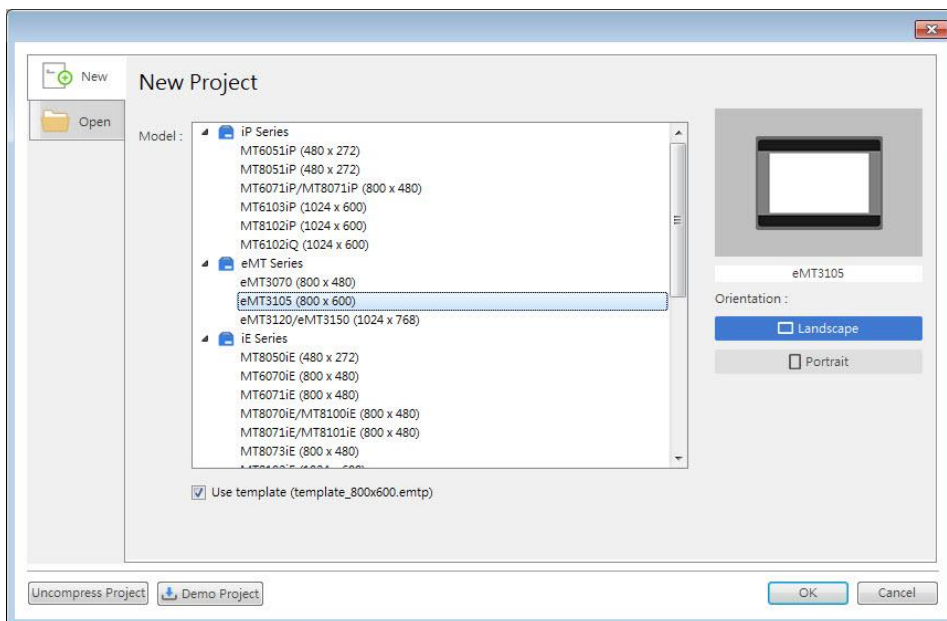 New
New Project
Open
Model :
iP Series
MT6051iP (480 x 272)
MT8051iP (480 x 272)
MT6071iP/MT8071iP (800 x 480)
MT6103iP (1024 x 600)
MT8102iP (1024 x 600)
MT6102iQ (1024 x 600)
eMT Series
eMT3070 (800 x 480)
eMT3105 (800 x 600)
eMT3120/eMT3150 (1024 x 768)
iE Series
MT8050iE (480 x 272)
MT6070iE (800 x 480)
MT6071iE (800 x 480)
MT8070iE/MT8100iE (800 x 480)
MT8071iE/MT8101iE (800 x 480)
MT8073iE (800 x 480)
eMT3105
Orientation :
Landscape
Portrait
Use template (template_800x600.emtp)
Uncompress Project
Demo Project
OK
Cancel